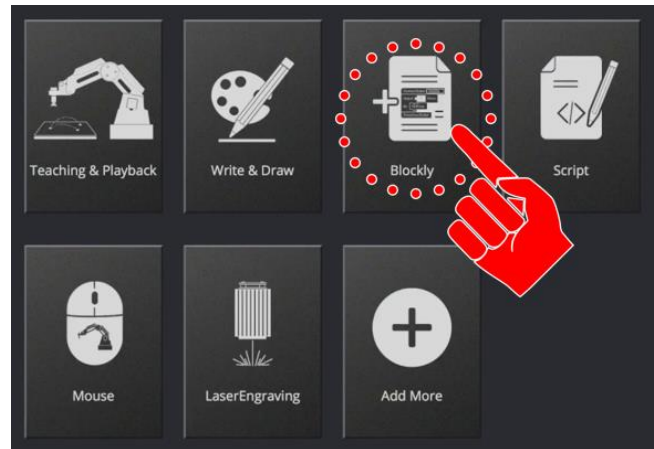 Teaching & Playback
Write & Draw
Blockly
Script
Mouse
LaserEngraving
Add More